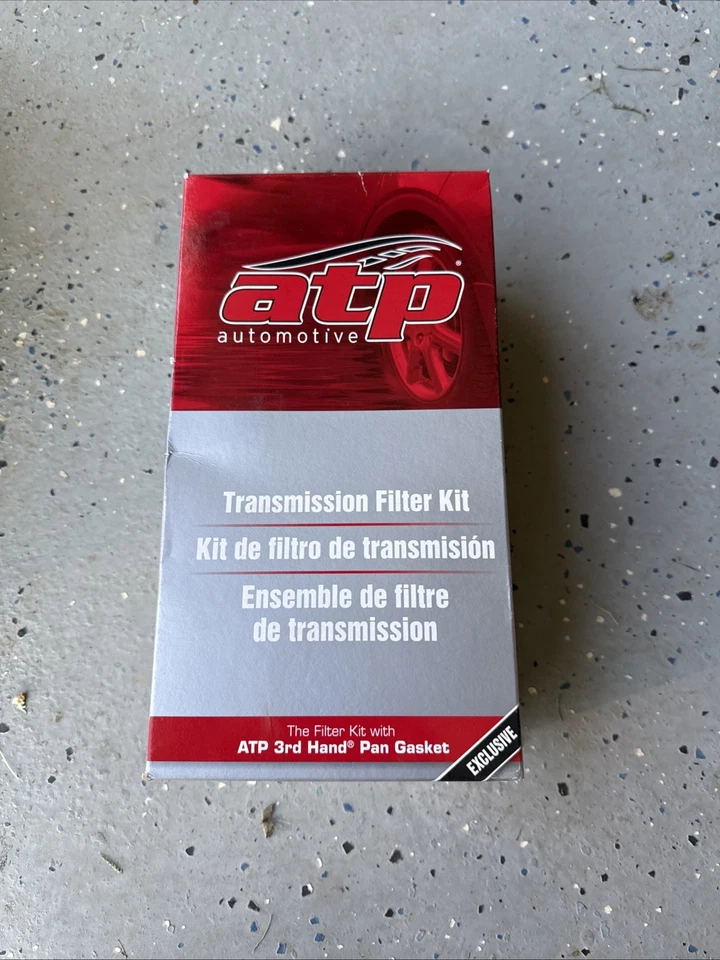 atp®
automotive
Transmission Filter Kit
Kit de filtro de transmisión
Ensemble de filtre
de transmission
The Filter Kit with
ATP 3rd Hand® Pan Gasket
EXCLUSIVE